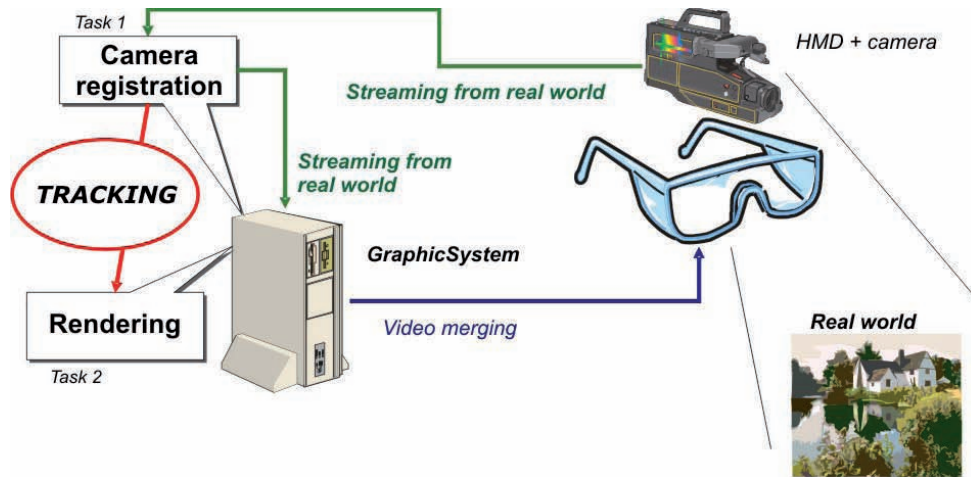 Task 1
Camera
registration
HMD + camera
Streaming from real world
Streaming from
real world
TRACKING
GraphicSystem
Rendering
Video merging
Real world
Task 2